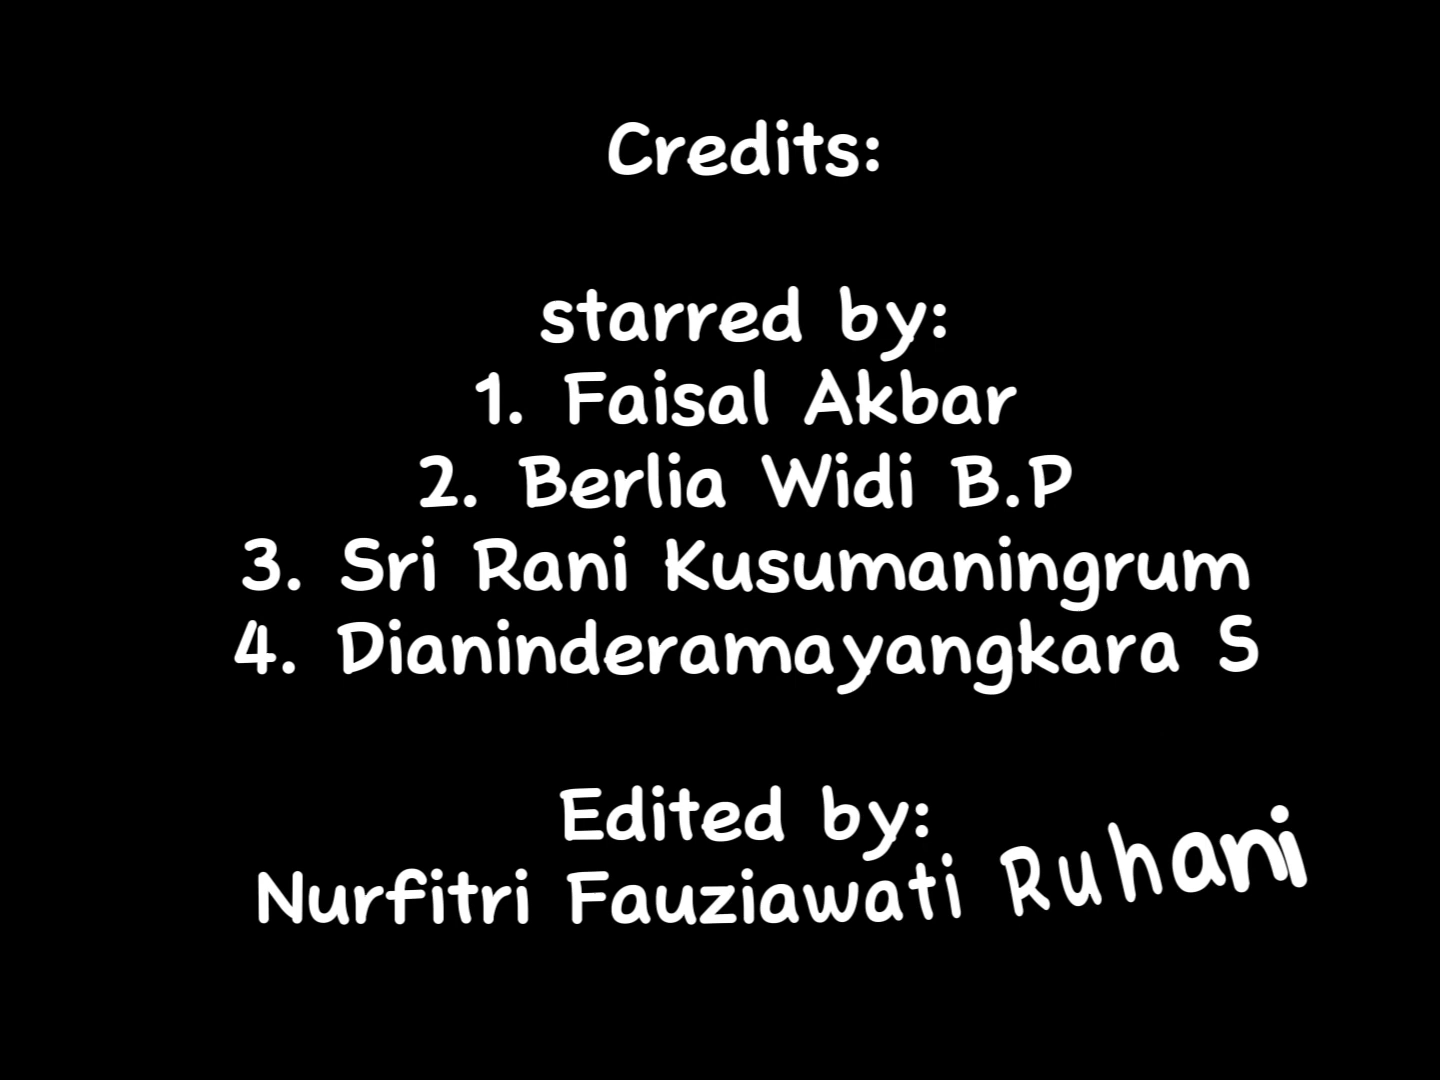 Credits:
starred by:
1. Faisal Akbar
2. Berlia Widi B.P
3. Sri Rani Kusumaningrum
4. Dianinderamayangkara S
Edited by:
Nurfitri Fauziawati Ruhani